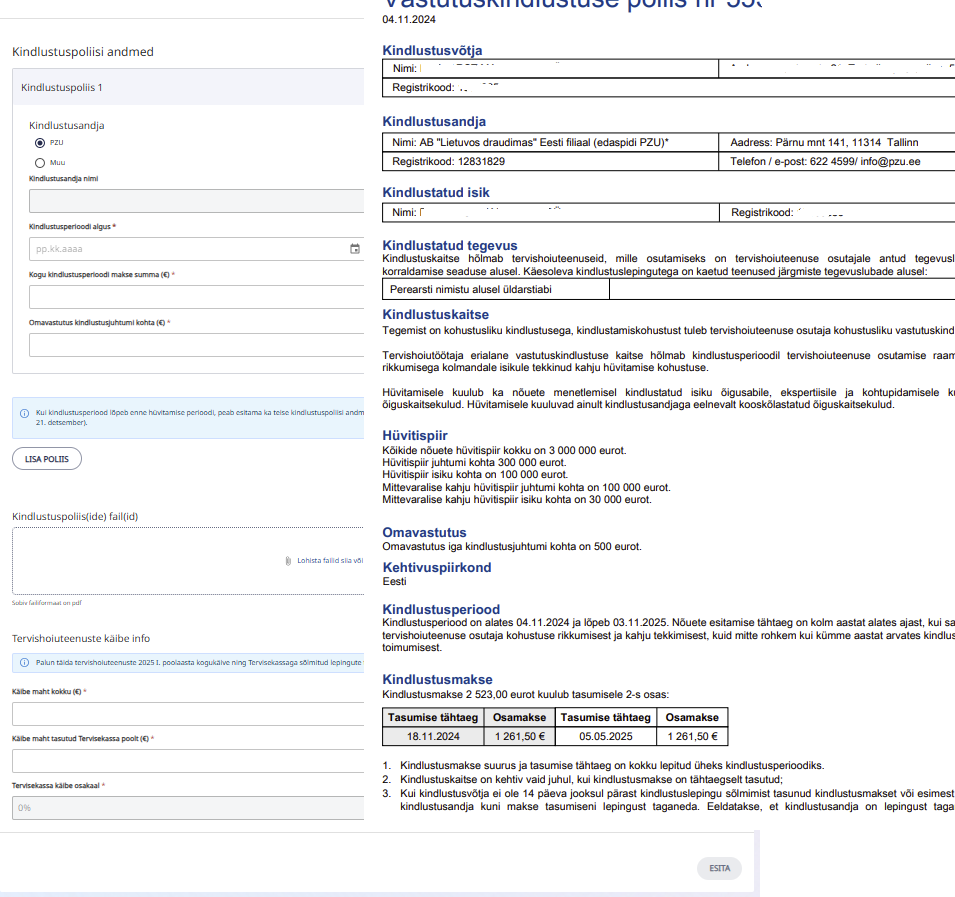 Kindlustuspoliisi andmed
Kindlustuspoliis 1
Kindlustusandja
PZU
Muu
Kindlustusandja nimi
Kindlustusperioodi algus *
pp.kk.aaaa
Kogu kindlustusperioodi makse summa (€) *
Omavastutus kindlustusjuhtumi kohta (€) *
Kui kindlustusperiood lõpeb enne hüvitamise perioodi, peab esitama ka teise kindlustuspoliisi andm
21. detsember).
LISA POLIIS
Kindlustuspoliis(ide) fail(id)
Lohista failid siia või
Sobiv failiformaat on pdf
Tervishoiuteenuste käibe info
Palun täida tervishoiuteenuste 2025 I. poolaasta kogukäive ning Tervisekassaga sõlmitud lepingute
Käibe maht kokku (€) *
Käibe maht tasutud Tervisekassa poolt (€) *
Tervisekassa käibe osakaal *
0%
ESITA
Vastutuskindlustuse poliis nr
04.11.2024
Kindlustusvõtja
Nimi:
Registrikood:
Kindlustusandja
Nimi: AB "Lietuvos draudimas" Eesti filiaal (edaspidi PZU)*
Aadress: Pärnu mnt 141, 11314 Tallinn
Registrikood: 12831829
Telefon / e-post: 622 4599/ info@pzu.ee
Kindlustatud isik
Nimi:
Registrikood:
Kindlustatud tegevus
Kindlustuskaitse hõlmab tervishoiuteenuseid, mille osutamiseks on tervishoiuteenuse osutajale antud tegevusl
korraldamise seaduse alusel. Käesoleva kindlustuslepingutega on kaetud teenused järgmiste tegevuslubade alusel:
Perearsti nimistu alusel üldarstiabi
Kindlustuskaitse
Tegemist on kohustusliku kindlustusega, kindlustamiskohustust tuleb tervishoiuteenuse osutaja kohustusliku vastutuskind
Tervishoiutöötaja erialane vastutuskindlustuse kaitse hõlmab kindlustusperioodil tervishoiuteenuse osutamise raam
rikkumisega kolmandale isikule tekkinud kahju hüvitamise kohustuse.
Hüvitamisele kuulub ka nõuete menetlemisel kindlustatud isiku õigusabile, ekspertiisile ja kohtupidamisele ku
õiguskaitsekulud. Hüvitamisele kuuluvad ainult kindlustusandjaga eelnevalt kooskõlastatud õiguskaitsekulud.
Hüvitispiir
Kõikide nõuete hüvitispiir kokku on 3 000 000 eurot.
Hüvitispiir juhtumi kohta 300 000 eurot.
Hüvitispiir isiku kohta on 100 000 eurot.
Mittevaralise kahju hüvitispiir juhtumi kohta on 100 000 eurot.
Mittevaralise kahju hüvitispiir isiku kohta on 30 000 eurot.
Omavastutus
Omavastutus iga kindlustusjuhtumi kohta on 500 eurot.
Kehtivuspiirkond
Eesti
Kindlustusperiood
Kindlustusperiood on alates 04.11.2024 ja lõpeb 03.11.2025. Nõuete esitamise tähtaeg on kolm aastat alates ajast, kui sa
tervishoiuteenuse osutaja kohustuse rikkumisest ja kahju tekkimisest, kuid mitte rohkem kui kümme aastat arvates kindlus
toimumisest.
Kindlustusmakse
Kindlustusmakse 2 523,00 eurot kuulub tasumisele 2-s osas:
Tasumise tähtaeg Osamakse Tasumise tähtaeg Osamakse
18.11.2024 1 261,50 € 05.05.2025 1 261,50 €
1. Kindlustusmakse suurus ja tasumise tähtaeg on kokku lepitud üheks kindlustusperioodiks.
2. Kindlustuskaitse on kehtiv vaid juhul, kui kindlustusmakse on tähtaegselt tasutud;
3. Kui kindlustusvõtja ei ole 14 päeva jooksul pärast kindlustuslepingu sõlmimist tasunud kindlustusmakset või esimest
kindlustusandja kuni makse tasumiseni lepingust taganeda. Eeldatakse, et kindlustusandja on lepingust taga